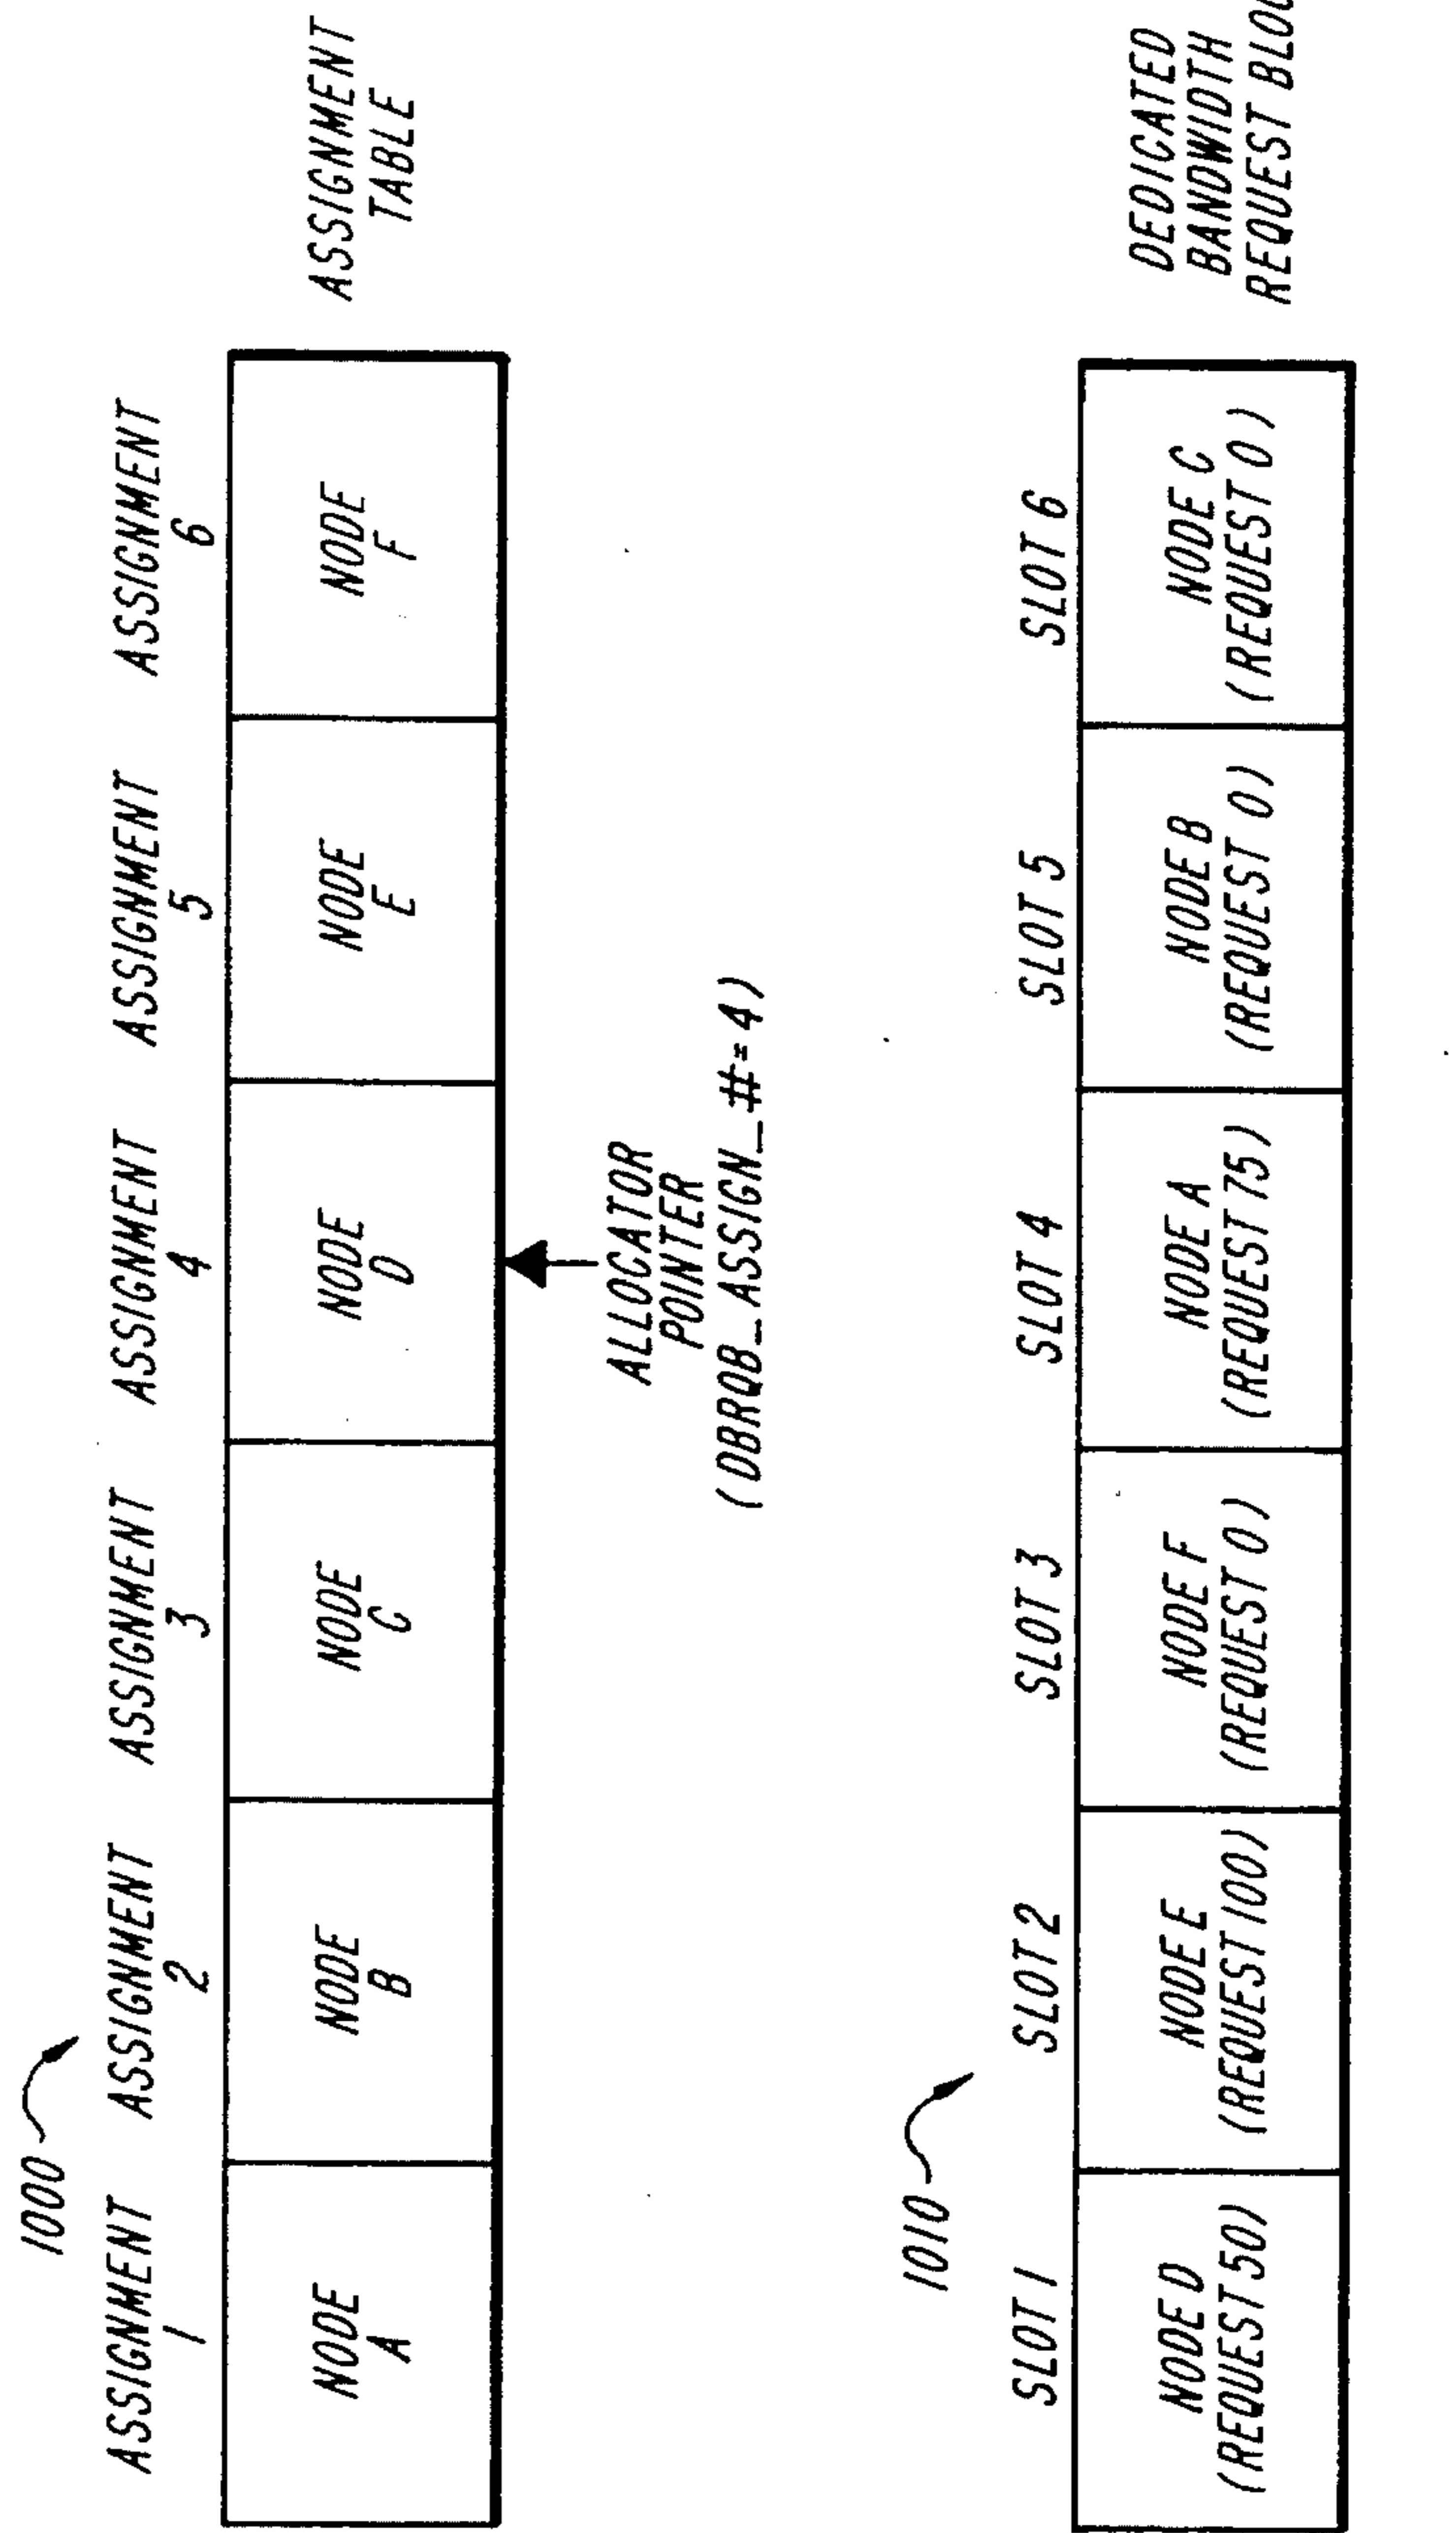 1000
ASSIGNMENT
1
ASSIGNMENT
2
ASSIGNMENT
3
ASSIGNMENT
4
ASSIGNMENT
5
ASSIGNMENT
6
NODE
A
NODE
B
NODE
C
NODE
D
NODE
E
NODE
F
ASSIGNMENT
TABLE
ALLOCATOR
POINTER
(DBRQB_ASSIGN_#=4)
1010
SLOT 1
SLOT 2
SLOT 3
SLOT 4
SLOT 5
SLOT 6
NODE D
(REQUEST 50)
NODE E
(REQUEST 100)
NODE F
(REQUEST 0)
NODE A
(REQUEST 75)
NODE B
(REQUEST 0)
NODE C
(REQUEST 0)
DEDICATED
BANDWIDTH
REQUEST BLOC